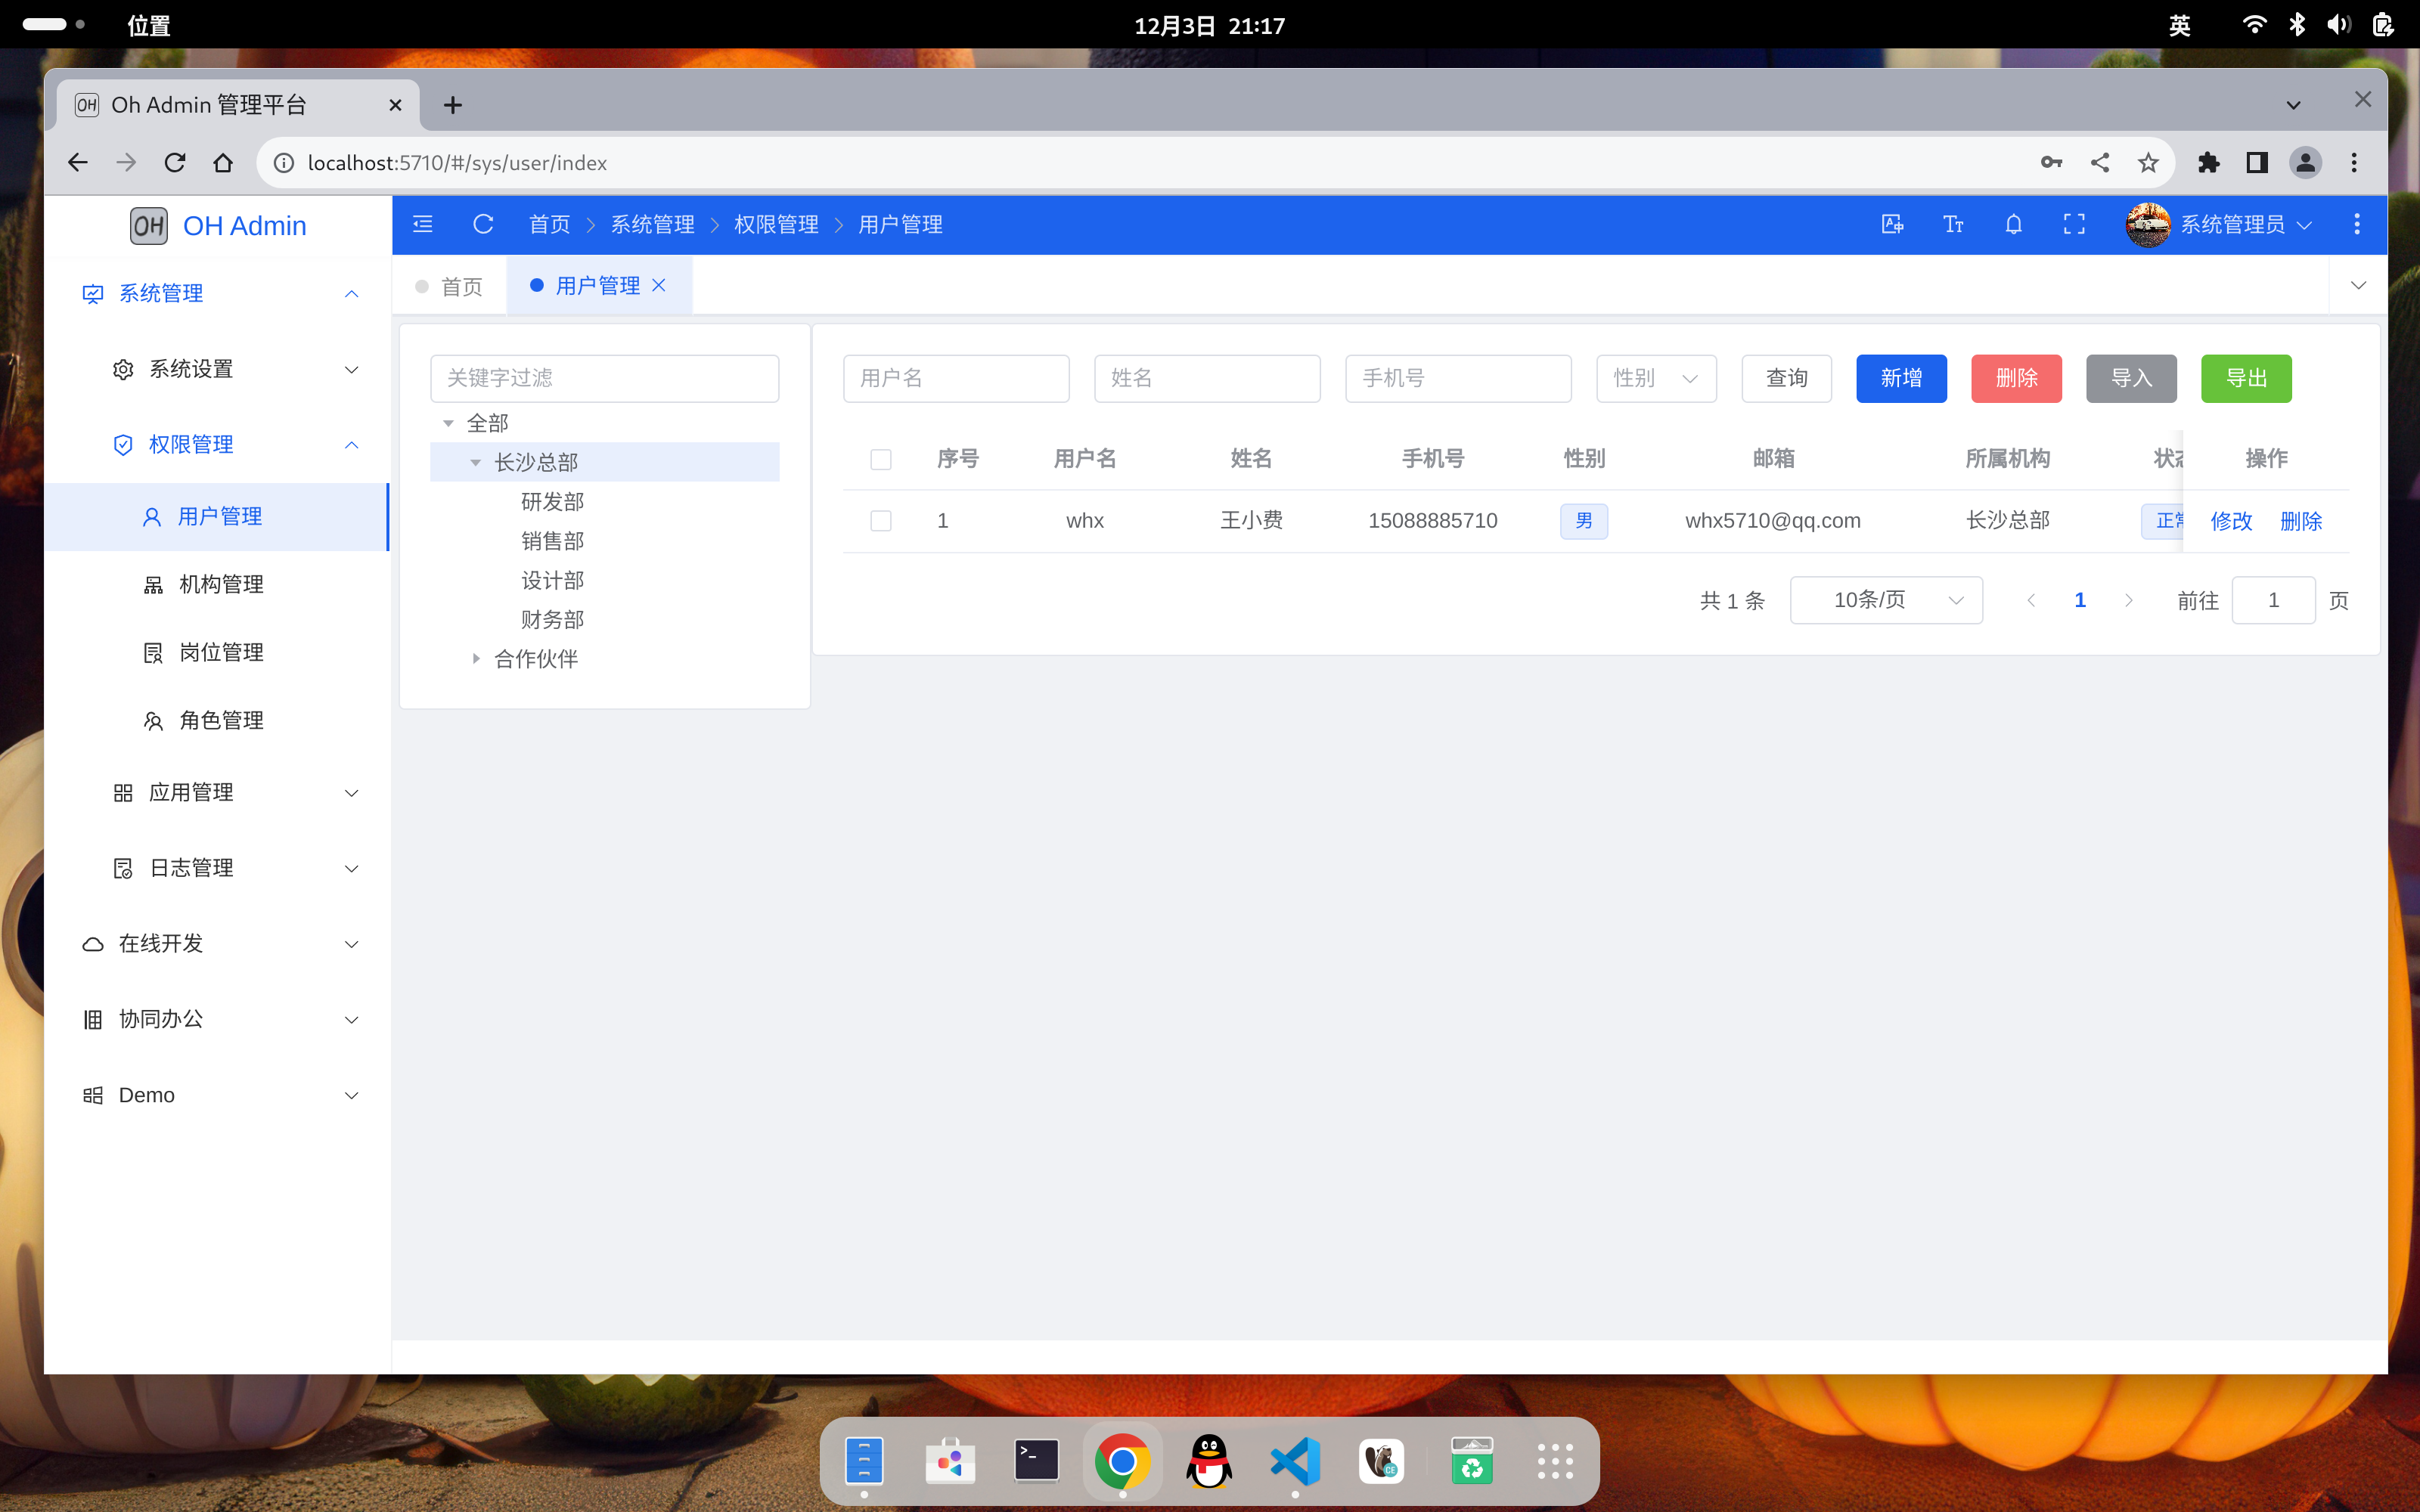 位置
12月3日 21:17
英
OH Oh Admin 管理平台
localhost:5710/#/sys/user/index
OH OH Admin
首页 系统管理 权限管理 用户管理
系统管理员
首页 用户管理
系统管理
系统设置
权限管理
用户管理
机构管理
岗位管理
角色管理
应用管理
日志管理
在线开发
协同办公
Demo
关键字过滤
全部
长沙总部
研发部
销售部
设计部
财务部
合作伙伴
用户名 姓名 手机号 性别 查询 新增 删除 导入 导出
序号 用户名 姓名 手机号 性别 邮箱 所属机构 状态 操作
1 whx 王小费 15088885710 男 whx5710@qq.com 长沙总部 正常 修改 删除
共 1 条 10条/页 1 前往 1 页
CE